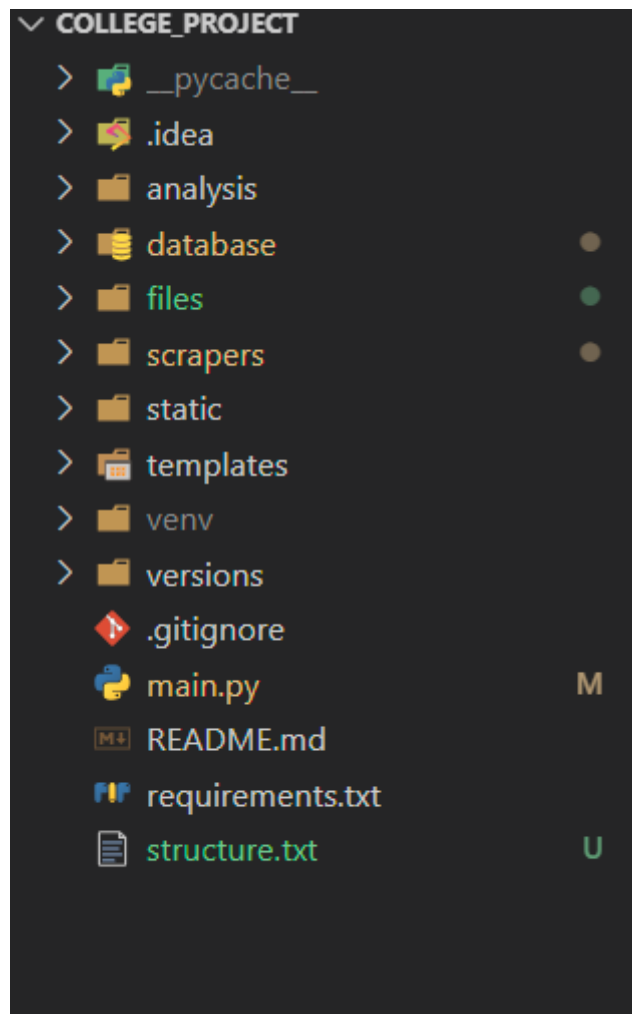 COLLEGE_PROJECT
__pycache__
.idea
analysis
database
files
scrapers
static
templates
venv
versions
.gitignore
main.py M
README.md
requirements.txt
structure.txt U